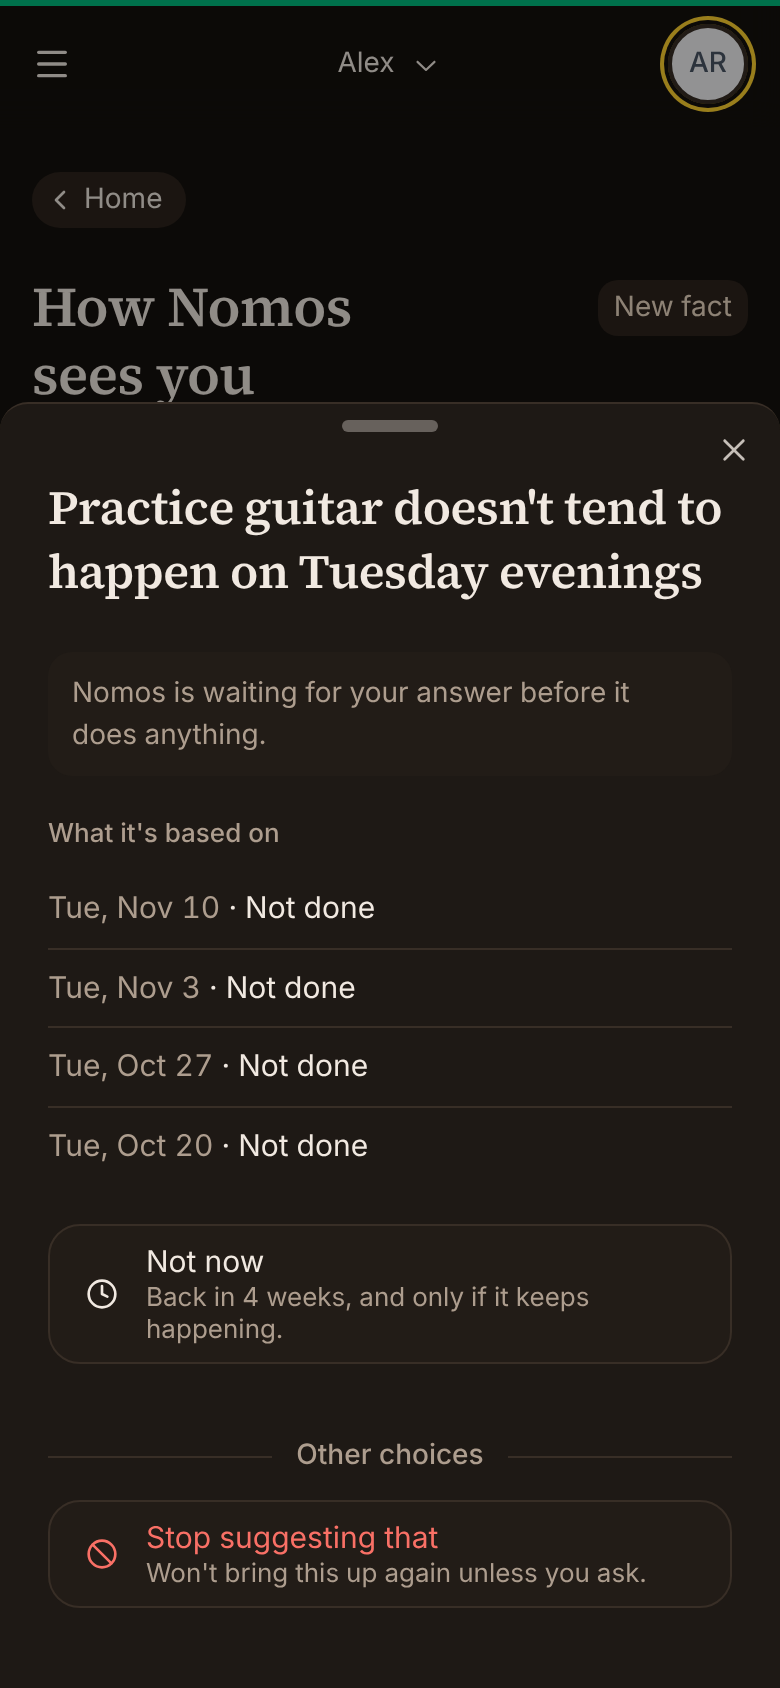 Alex
AR
Home
How Nomos
sees you
New fact
Practice guitar doesn't tend to
happen on Tuesday evenings
Nomos is waiting for your answer before it
does anything.
What it's based on
Tue, Nov 10 · Not done
Tue, Nov 3 · Not done
Tue, Oct 27 · Not done
Tue, Oct 20 · Not done
Not now
Back in 4 weeks, and only if it keeps
happening.
Other choices
Stop suggesting that
Won't bring this up again unless you ask.